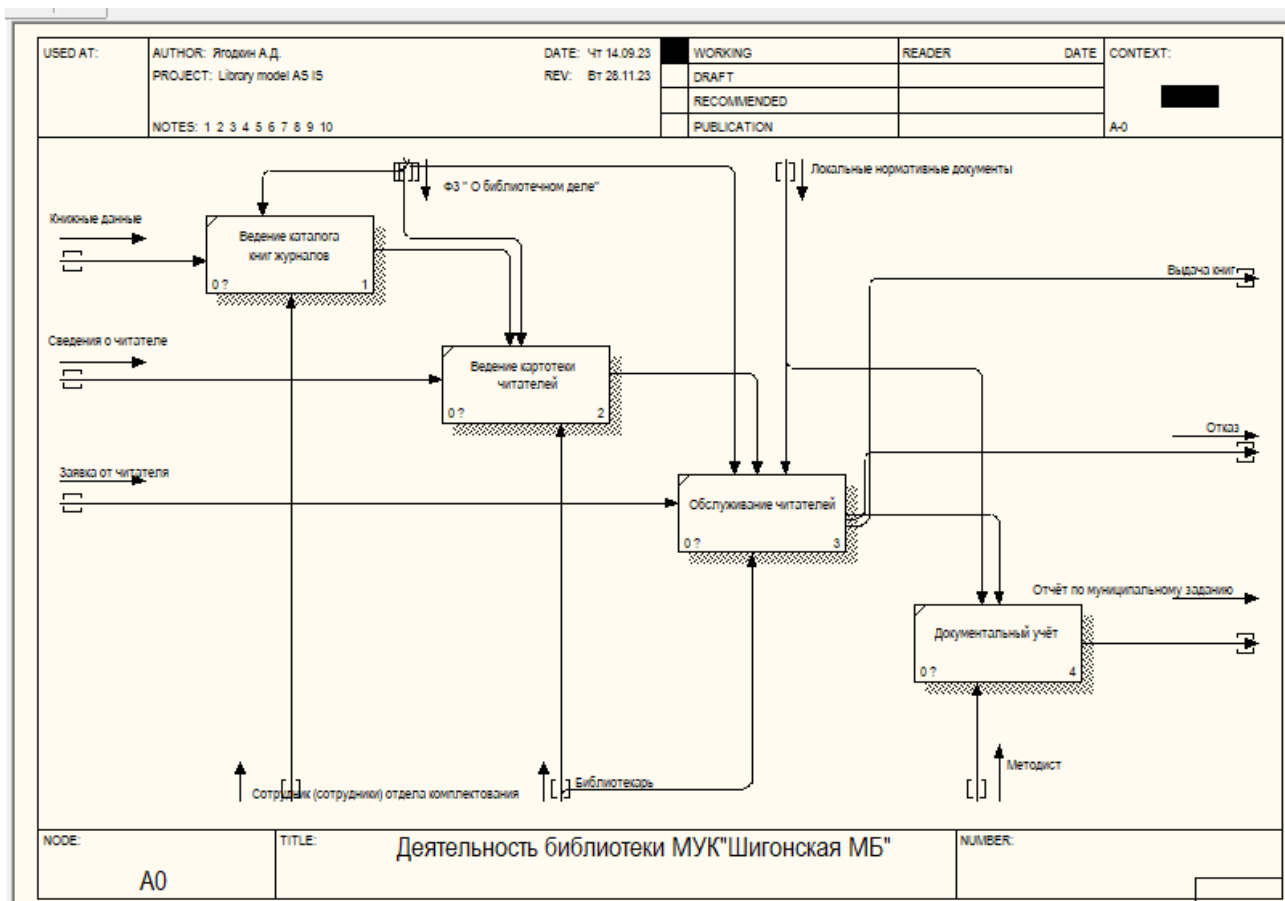 USED AT:
AUTHOR: Ягодкин А.Д.
DATE: Чт 14.09.23
PROJECT: Library model AS IS
REV: Вт 28.11.23
NOTES: 1 2 3 4 5 6 7 8 9 10
WORKING
DRAFT
RECOMMENDED
PUBLICATION
READER
DATE
CONTEXT:
A-0
ФЗ " О библиотечном деле"
Локальные нормативные документы
Книжные данные
Ведение каталога
книг журналов
0 ?
1
Выдача книг
Сведения о читателе
Ведение картотеки
читателей
0 ?
2
Отказ
Заявка от читателя
Обслуживание читателей
0 ?
3
Отчёт по муниципальному заданию
Документальный учёт
0 ?
4
Методист
Сотрудник (сотрудники) отдела комплектования
Библиотекарь
NODE:
A0
TITLE:
Деятельность библиотеки МУК"Шигонская МБ"
NUMBER: